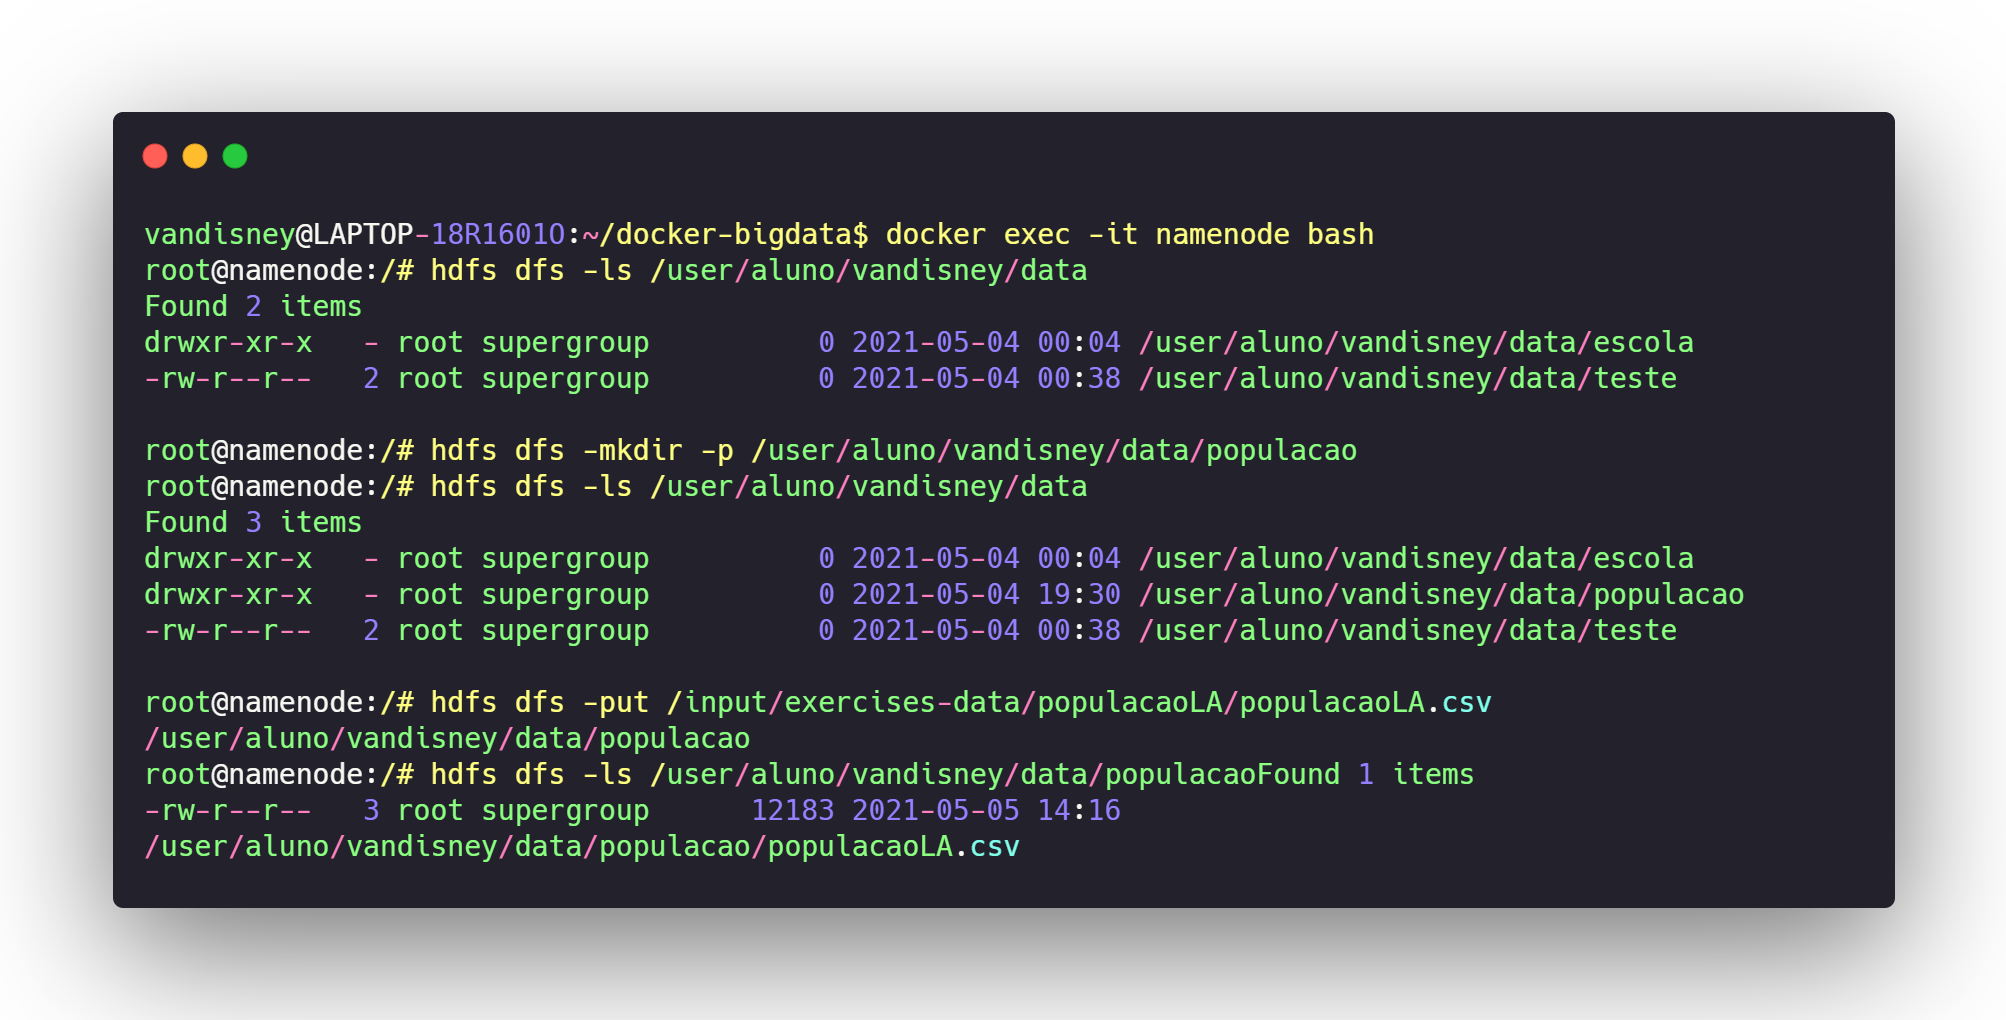 vandisney@LAPTOP-18R1601O:~/docker-bigdata$ docker exec -it namenode bash
root@namenode:/# hdfs dfs -ls /user/aluno/vandisney/data
Found 2 items
drwxr-xr-x   - root supergroup          0 2021-05-04 00:04 /user/aluno/vandisney/data/escola
-rw-r--r--   2 root supergroup          0 2021-05-04 00:38 /user/aluno/vandisney/data/teste
root@namenode:/# hdfs dfs -mkdir -p /user/aluno/vandisney/data/populacao
root@namenode:/# hdfs dfs -ls /user/aluno/vandisney/data
Found 3 items
drwxr-xr-x   - root supergroup          0 2021-05-04 00:04 /user/aluno/vandisney/data/escola
drwxr-xr-x   - root supergroup          0 2021-05-04 19:30 /user/aluno/vandisney/data/populacao
-rw-r--r--   2 root supergroup          0 2021-05-04 00:38 /user/aluno/vandisney/data/teste
root@namenode:/# hdfs dfs -put /input/exercises-data/populacaoLA/populacaoLA.csv
/user/aluno/vandisney/data/populacao
root@namenode:/# hdfs dfs -ls /user/aluno/vandisney/data/populacaoFound 1 items
-rw-r--r--   3 root supergroup      12183 2021-05-05 14:16
/user/aluno/vandisney/data/populacao/populacaoLA.csv